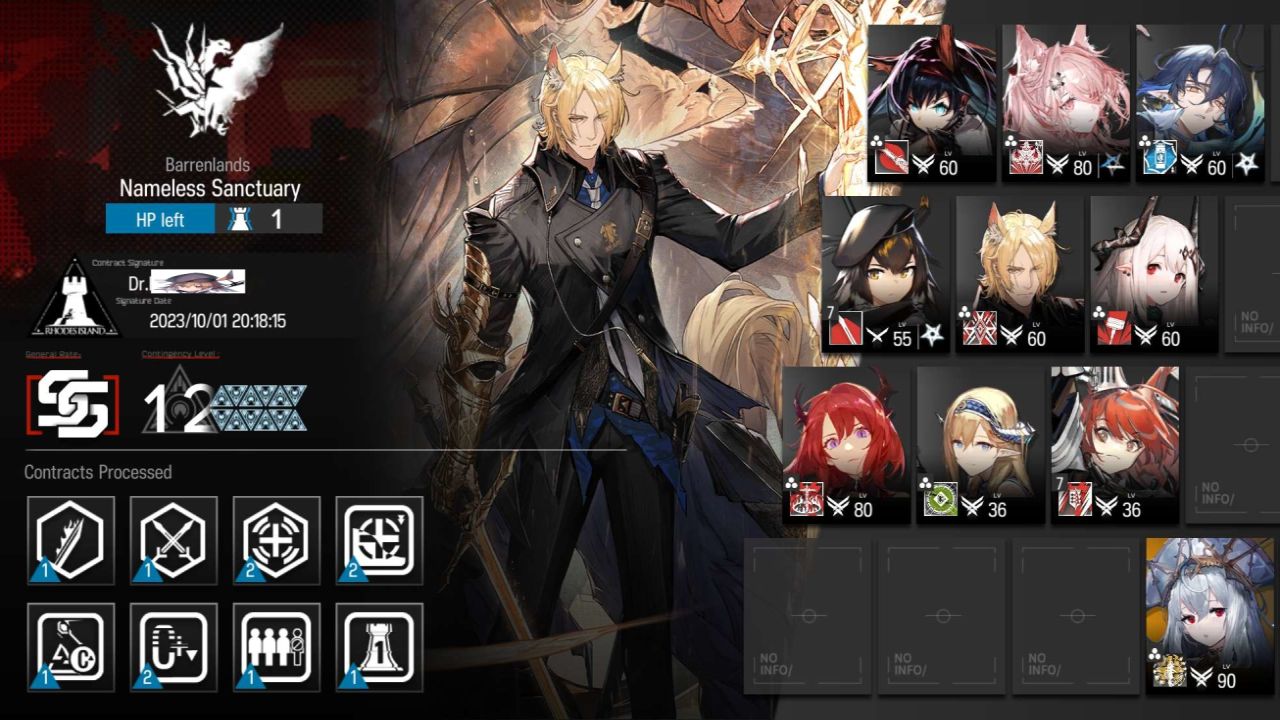 Barrenlands
Nameless Sanctuary
HP left 1
Contract Signature
Dr.
Signature Date
2023/10/01 20:18:15
RHODES ISLAND
General Rate:
Contingency Level :
SS
12
Contracts Processed
1 1 2 2
1 2 1 1 1
LV 60
LV 80
LV 60
7 LV 55
LV 60
LV 60
NO INFO/
LV 80
LV 36
7 LV 36
NO INFO/
NO INFO/
NO INFO/
NO INFO/
LV 90